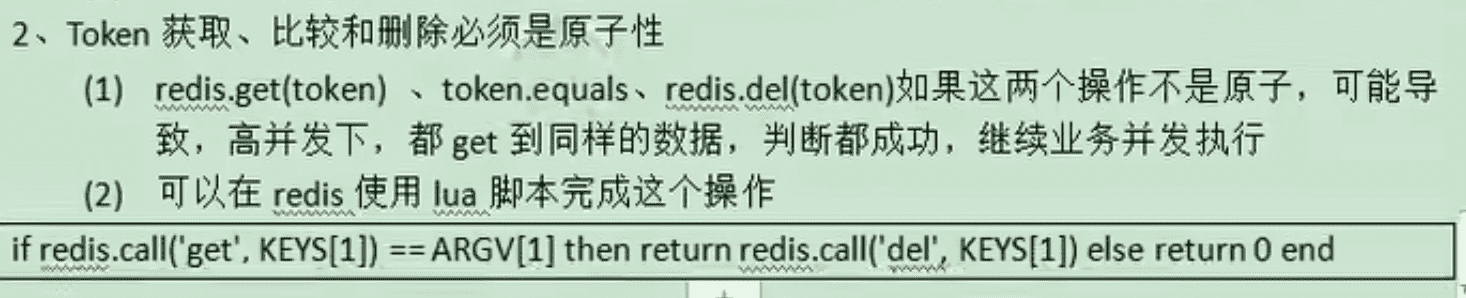 2、Token 获取、比较和删除必须是原子性
(1) redis.get(token) 、token.equals、redis.del(token)如果这两个操作不是原子，可能导
致，高并发下，都 get 到同样的数据，判断都成功，继续业务并发执行
(2) 可以在 redis 使用 lua 脚本完成这个操作
if redis.call('get', KEYS[1]) == ARGV[1] then return redis.call('del', KEYS[1]) else return 0 end